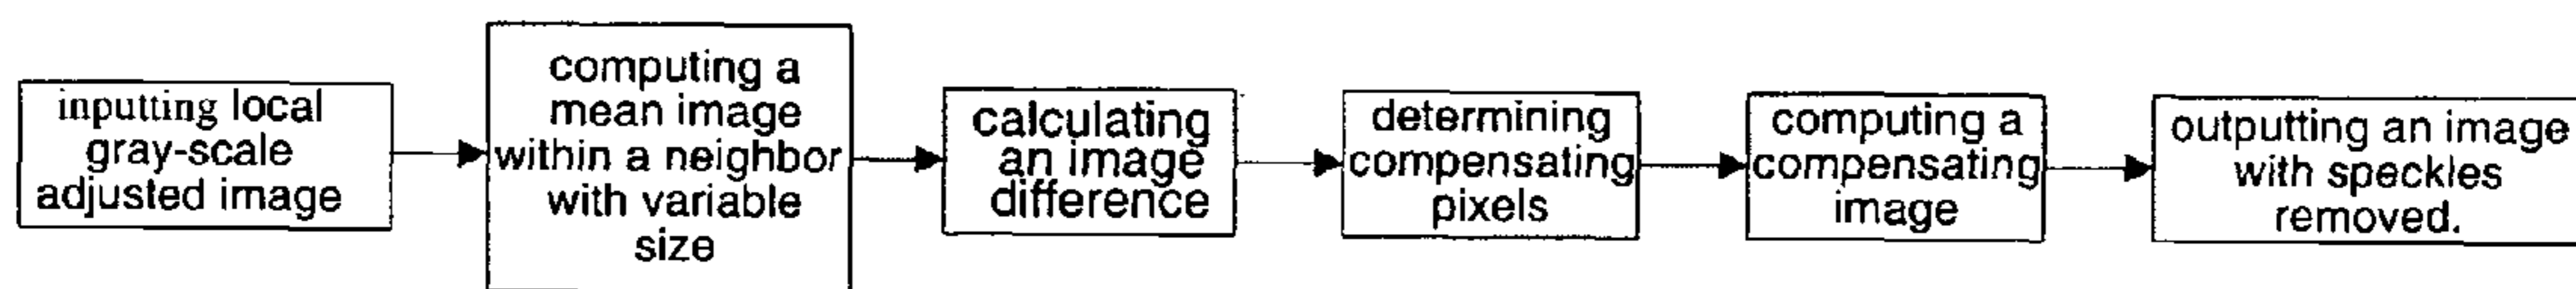 inputting local
gray-scale
adjusted image
computing a
mean image
within a neighbor
with variable
size
calculating
an image
difference
determining
compensating
pixels
computing a
compensating
image
outputting an image
with speckles
removed.